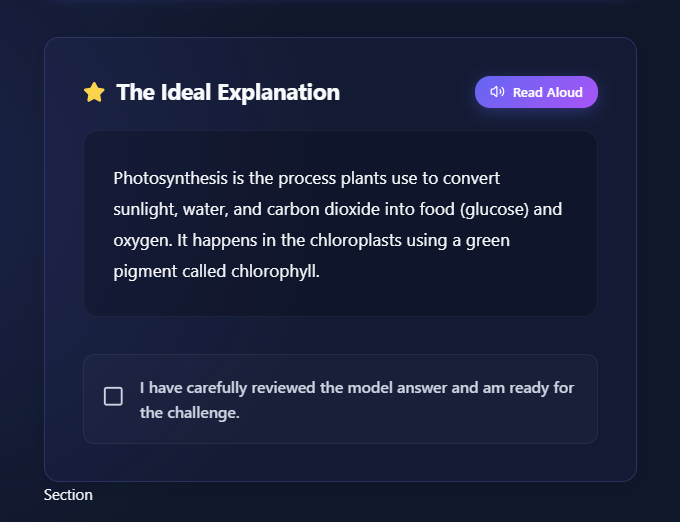 The Ideal Explanation
Read Aloud
Photosynthesis is the process plants use to convert
sunlight, water, and carbon dioxide into food (glucose) and
oxygen. It happens in the chloroplasts using a green
pigment called chlorophyll.
I have carefully reviewed the model answer and am ready for
the challenge.
Section